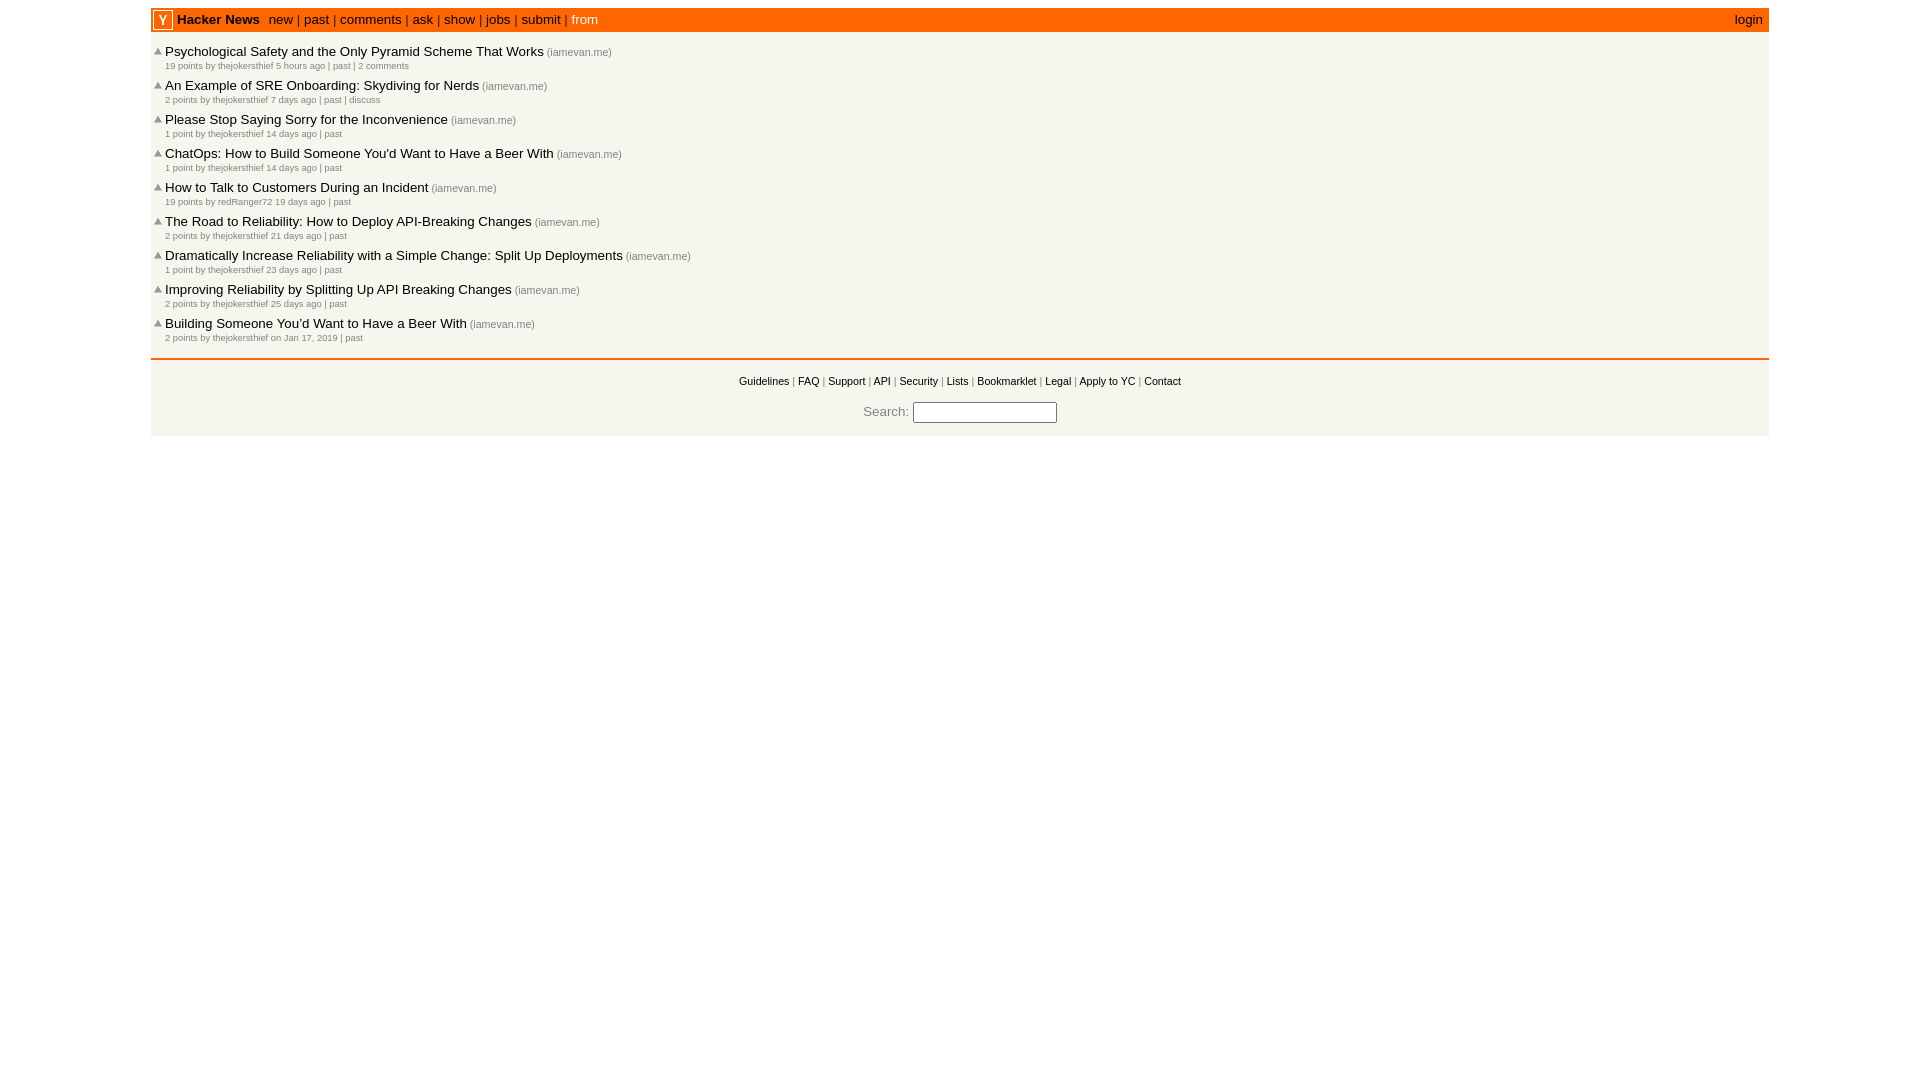 Y Hacker News new | past | comments | ask | show | jobs | submit | from login
Psychological Safety and the Only Pyramid Scheme That Works (iamevan.me)
19 points by thejokersthief 5 hours ago | past | 2 comments
An Example of SRE Onboarding: Skydiving for Nerds (iamevan.me)
2 points by thejokersthief 7 days ago | past | discuss
Please Stop Saying Sorry for the Inconvenience (iamevan.me)
1 point by thejokersthief 14 days ago | past
ChatOps: How to Build Someone You'd Want to Have a Beer With (iamevan.me)
1 point by thejokersthief 14 days ago | past
How to Talk to Customers During an Incident (iamevan.me)
19 points by redRanger72 19 days ago | past
The Road to Reliability: How to Deploy API-Breaking Changes (iamevan.me)
2 points by thejokersthief 21 days ago | past
Dramatically Increase Reliability with a Simple Change: Split Up Deployments (iamevan.me)
1 point by thejokersthief 23 days ago | past
Improving Reliability by Splitting Up API Breaking Changes (iamevan.me)
2 points by thejokersthief 25 days ago | past
Building Someone You’d Want to Have a Beer With (iamevan.me)
2 points by thejokersthief on Jan 17, 2019 | past
Guidelines | FAQ | Support | API | Security | Lists | Bookmarklet | Legal | Apply to YC | Contact
Search: